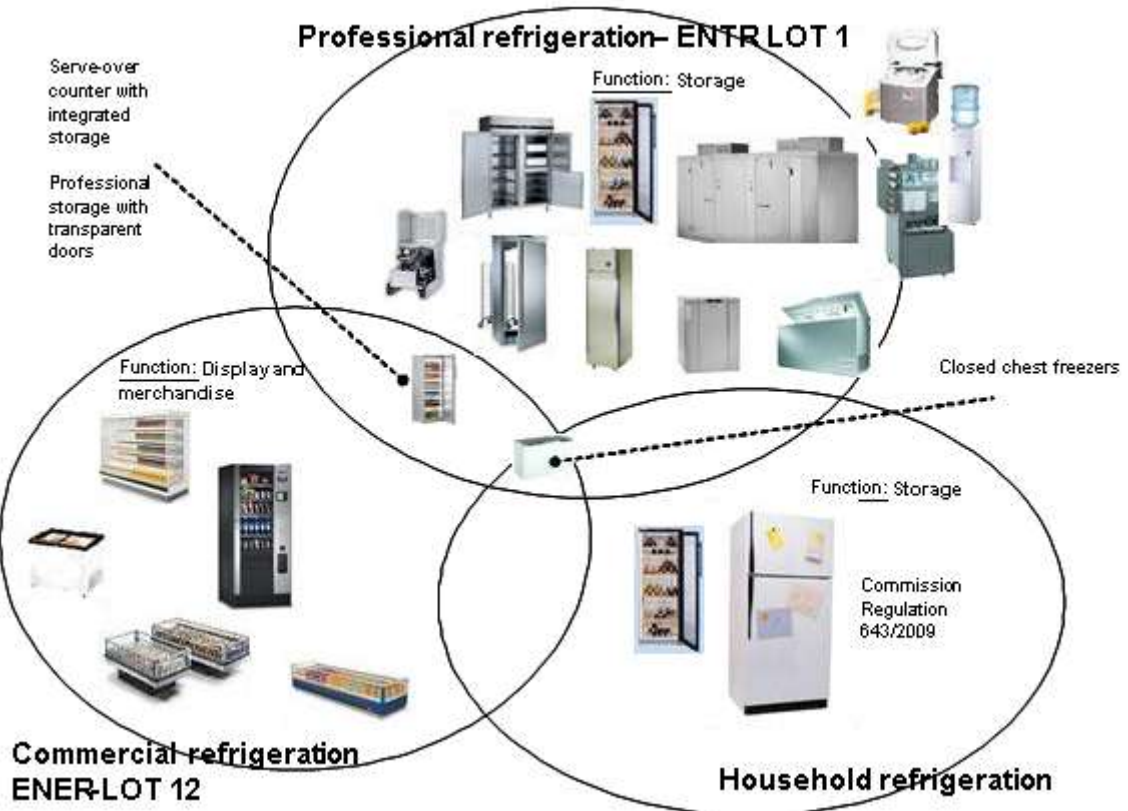 Professional refrigeration– ENTR LOT 1
Serve-over
counter with
integrated
storage
Function: Storage
Professional
storage with
transparent
doors
Function: Display and
merchandise
Closed chest freezers
Function: Storage
Commission
Regulation
643/2009
Commercial refrigeration
ENER-LOT 12
Household refrigeration